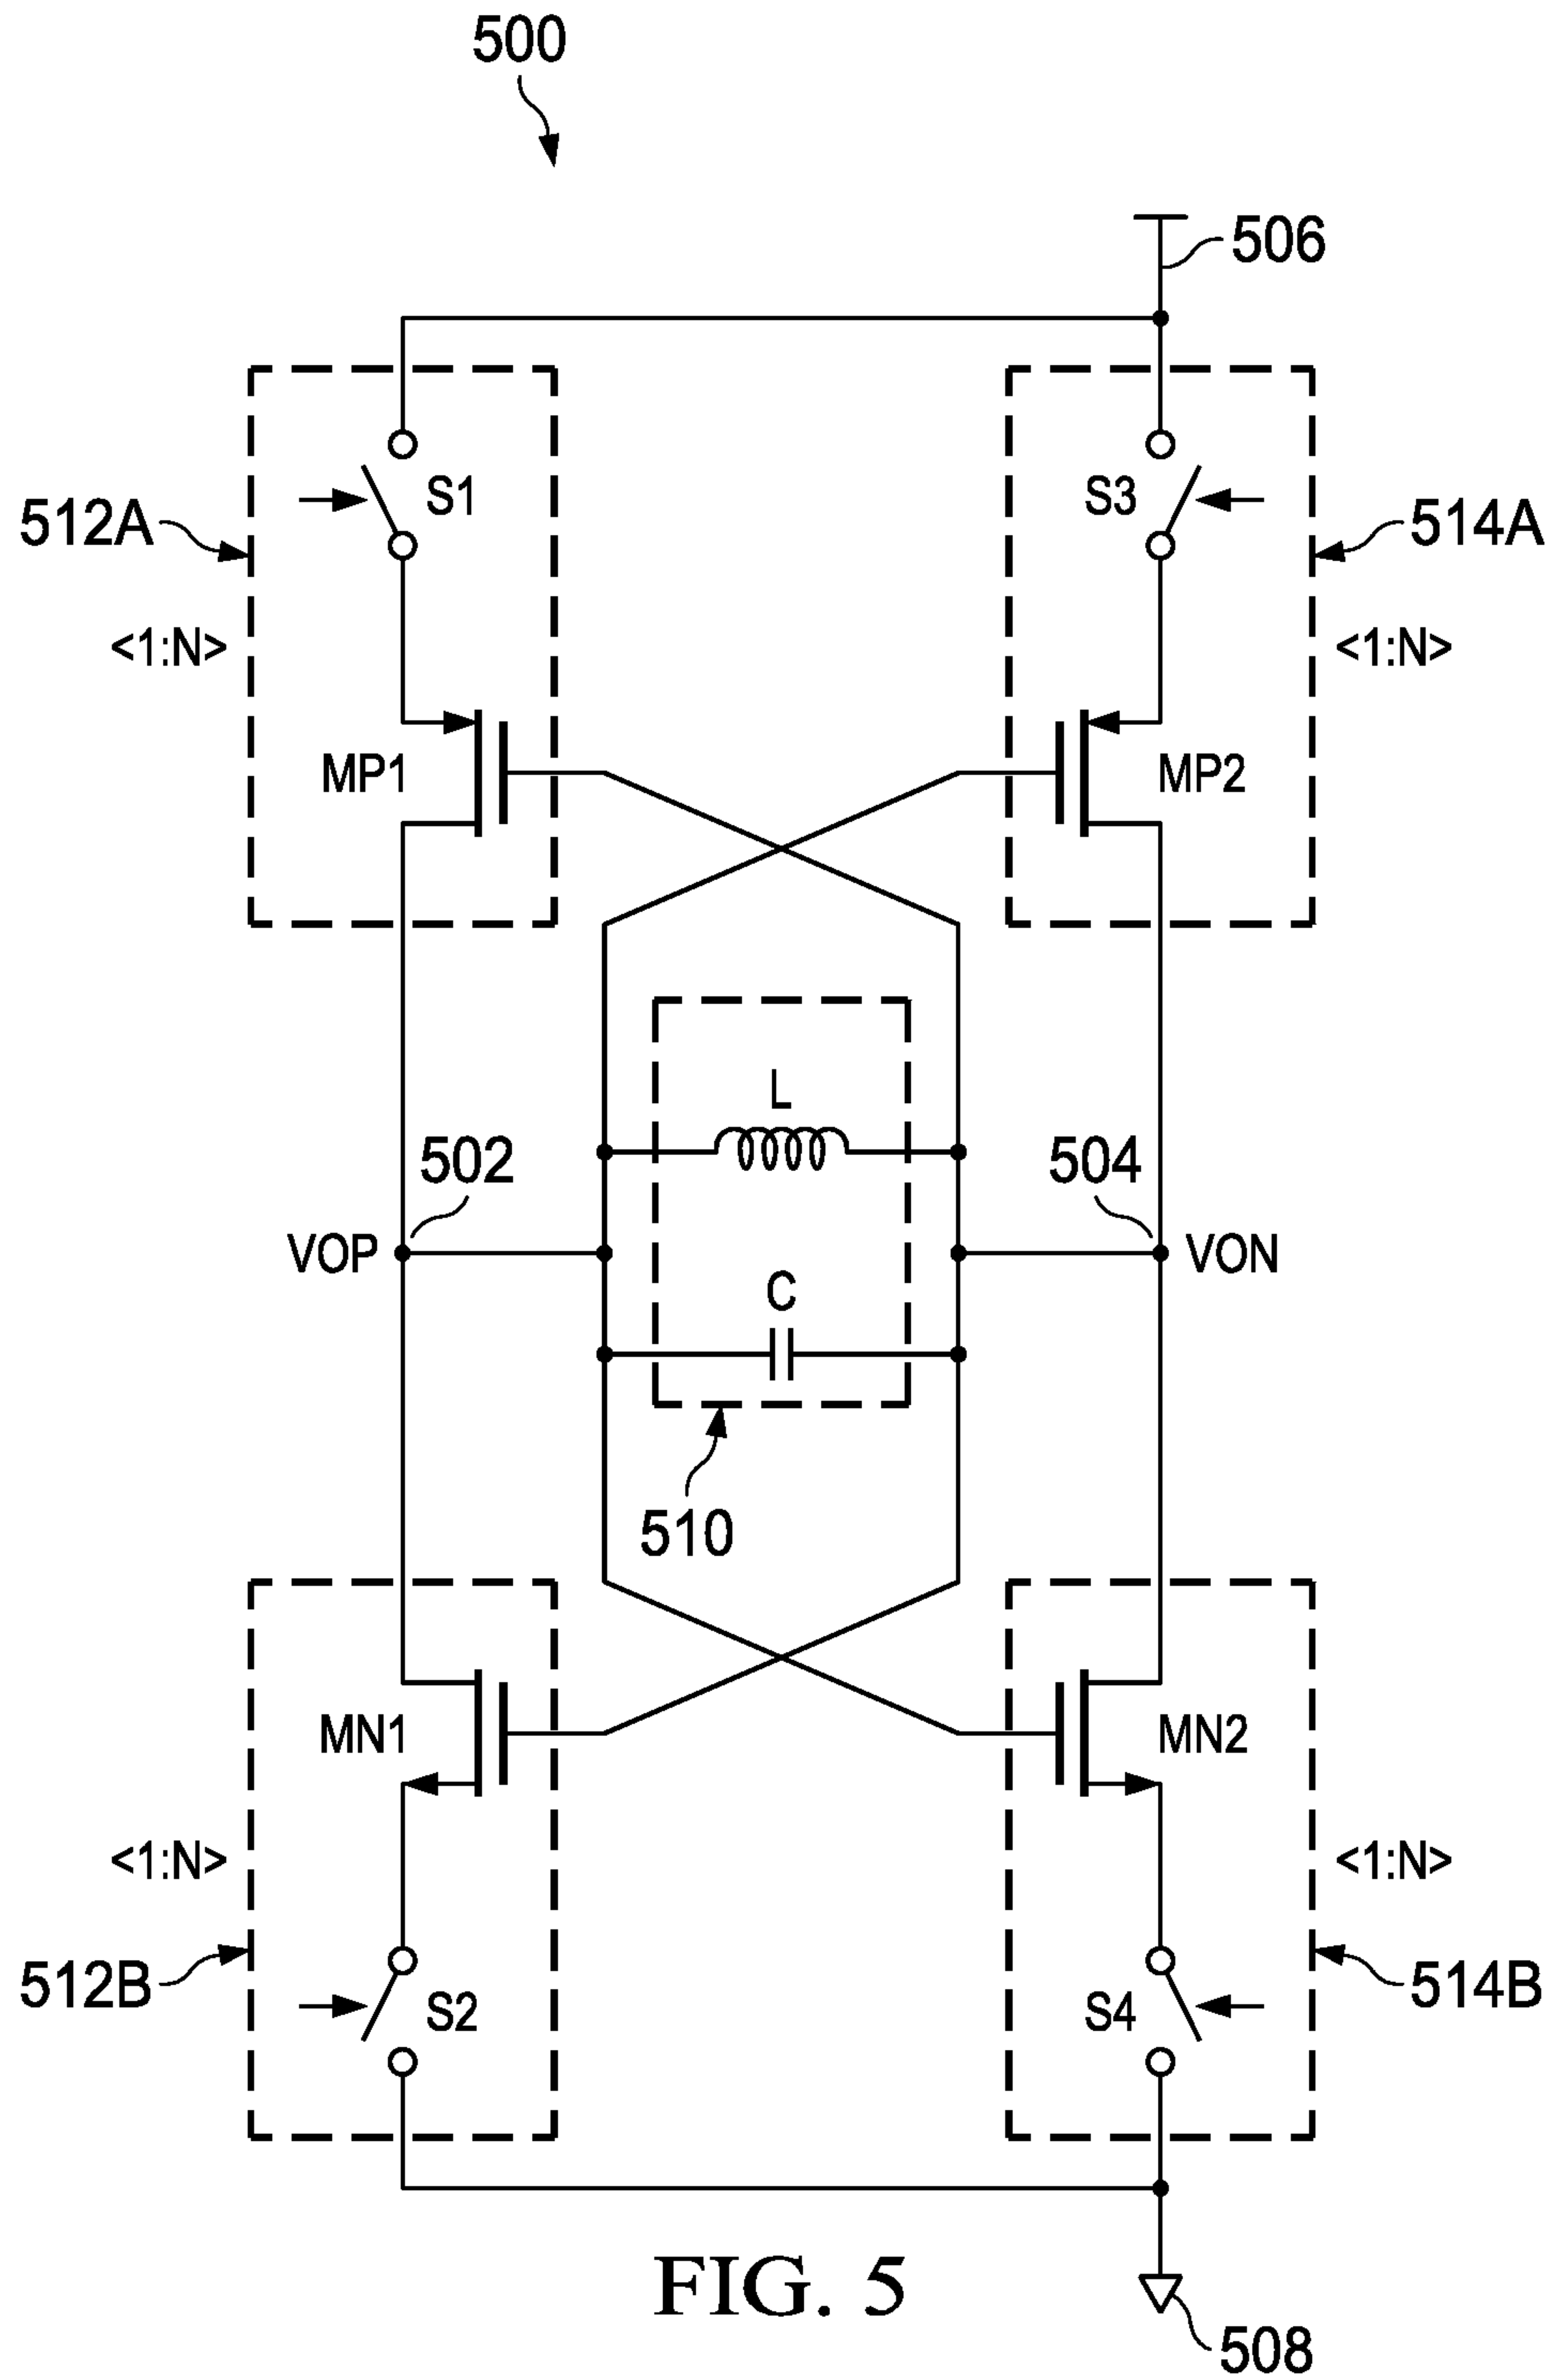 500
506
S1
S3
512A
514A
<1:N>
<1:N>
MP1
MP2
L
502
504
VOP
VON
C
510
MN1
MN2
<1:N>
<1:N>
512B
S2
S4
514B
FIG. 5
508